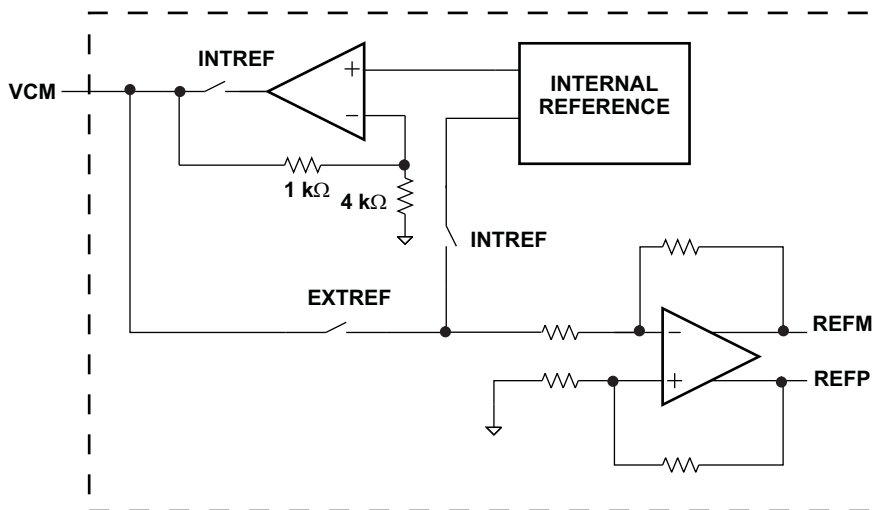 INTREF
VCM
+
−
INTERNAL
REFERENCE
1 kΩ
4 kΩ
INTREF
EXTREF
−
REFM
+
REFP